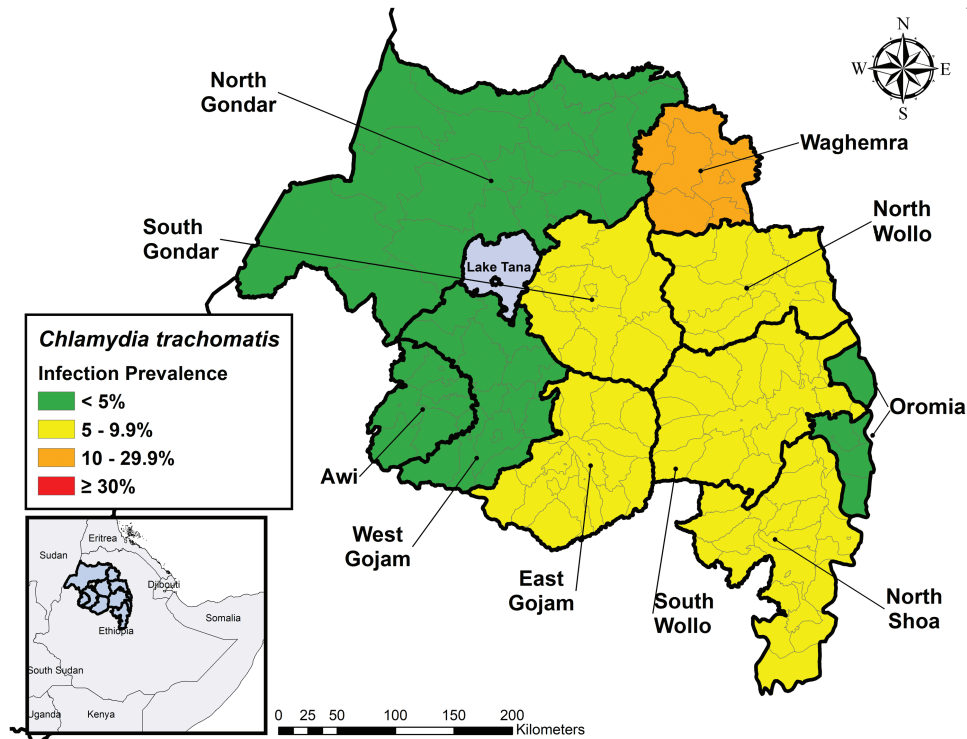 North
Gondar
N
W
E
S
Waghemra
South
Gondar
North
Wollo
Lake Tana
Chlamydia trachomatis
Infection Prevalence
< 5%
5 - 9.9%
10 - 29.9%
≥ 30%
Oromia
Awi
West
Gojam
East
Gojam
South
Wollo
North
Shoa
Eritrea
Sudan
Djibouti
Somalia
Ethiopia
South Sudan
Uganda
Kenya
0 25 50 100 150 200
Kilometers